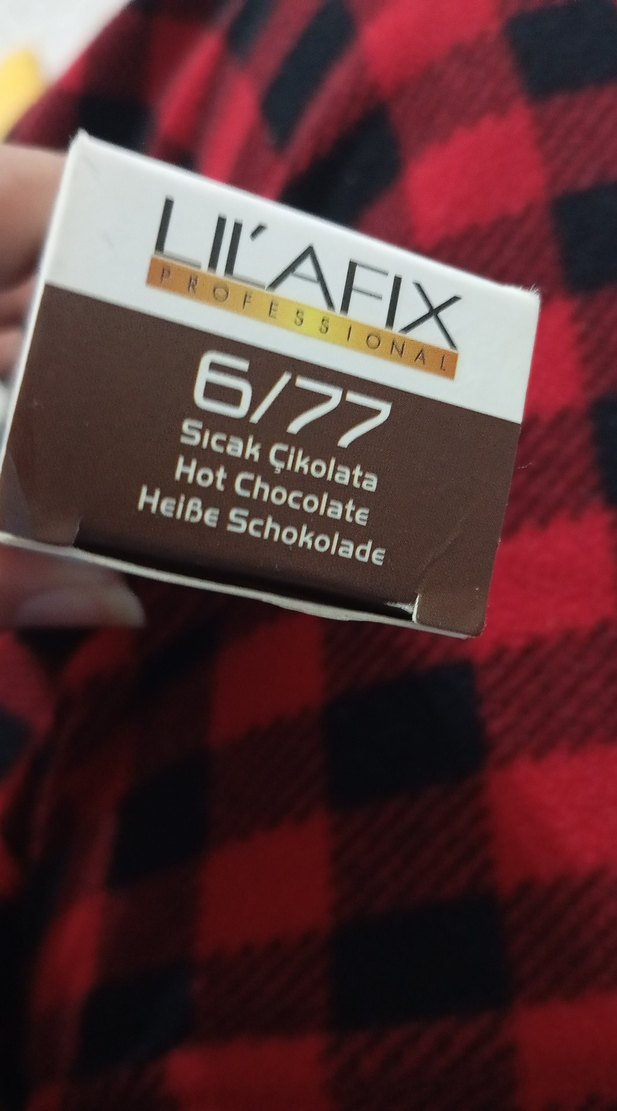 LIL'AFIX
PROFESSIONAL
6/77
Sıcak Çikolata
Hot Chocolate
Heiße Schokolade